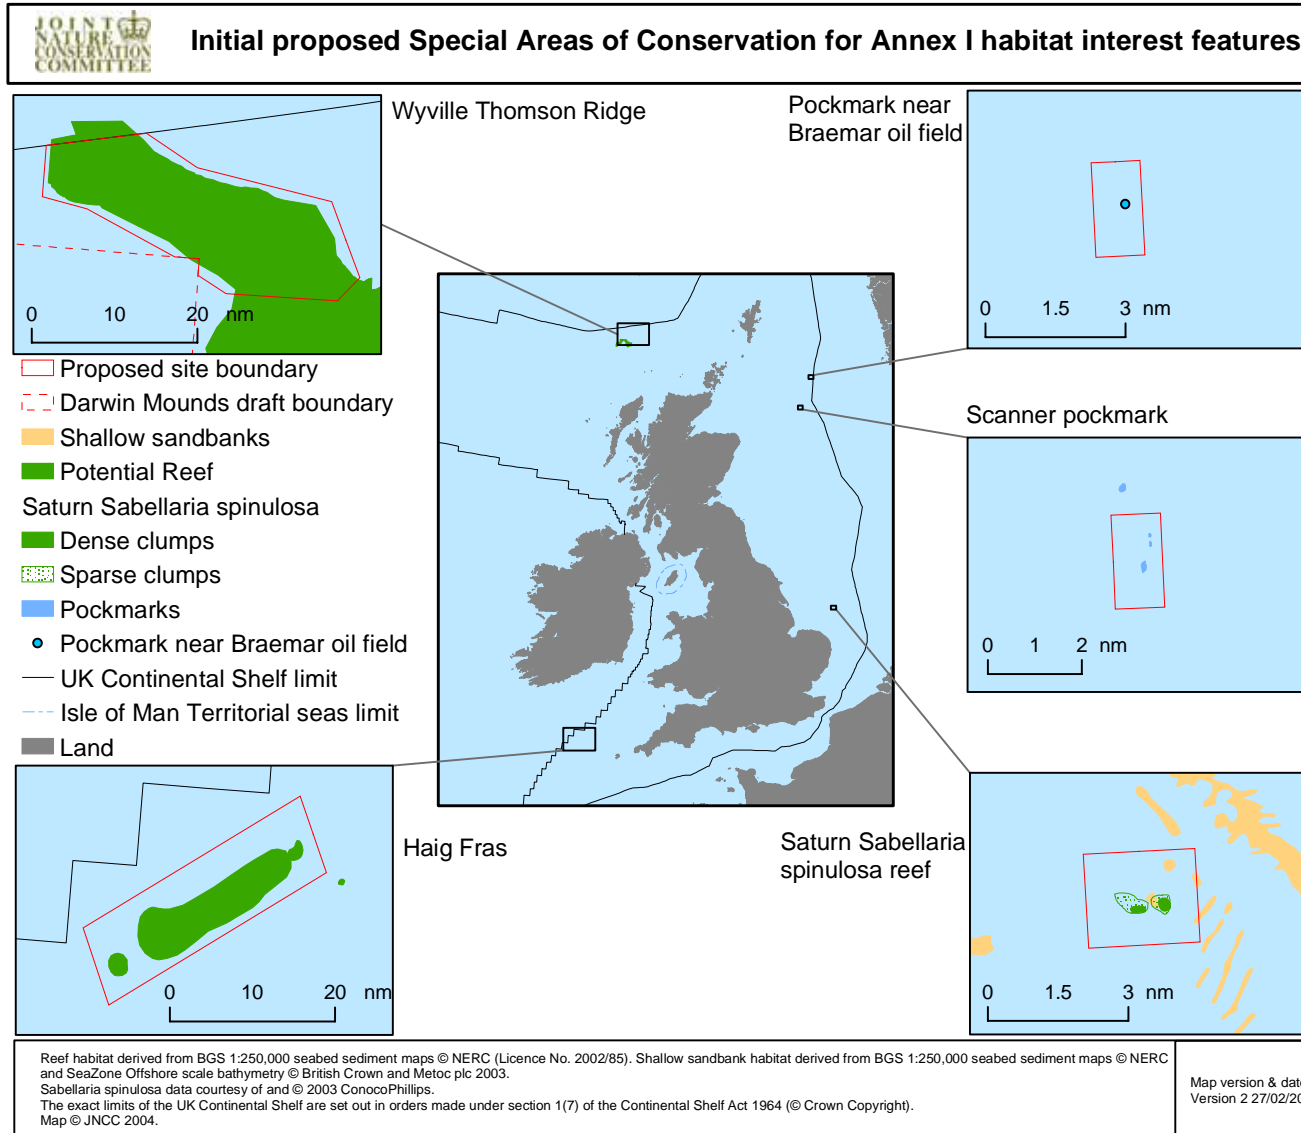 JOINT
NATURE
CONSERVATION
COMMITTEE
Initial proposed Special Areas of Conservation for Annex I habitat interest features
Wyville Thomson Ridge
0 10 20 nm
Pockmark near
Braemar oil field
0 1.5 3 nm
Proposed site boundary
Darwin Mounds draft boundary
Shallow sandbanks
Potential Reef
Saturn Sabellaria spinulosa
Dense clumps
Sparse clumps
Pockmarks
Pockmark near Braemar oil field
UK Continental Shelf limit
Isle of Man Territorial seas limit
Land
Scanner pockmark
0 1 2 nm
Haig Fras
0 10 20 nm
Saturn Sabellaria
spinulosa reef
0 1.5 3 nm
Reef habitat derived from BGS 1:250,000 seabed sediment maps © NERC (Licence No. 2002/85). Shallow sandbank habitat derived from BGS 1:250,000 seabed sediment maps © NERC
and SeaZone Offshore scale bathymetry © British Crown and Metoc plc 2003.
Sabellaria spinulosa data courtesy of and © 2003 ConocoPhillips.
The exact limits of the UK Continental Shelf are set out in orders made under section 1(7) of the Continental Shelf Act 1964 (© Crown Copyright).
Map © JNCC 2004.
Map version & dat
Version 2 27/02/20